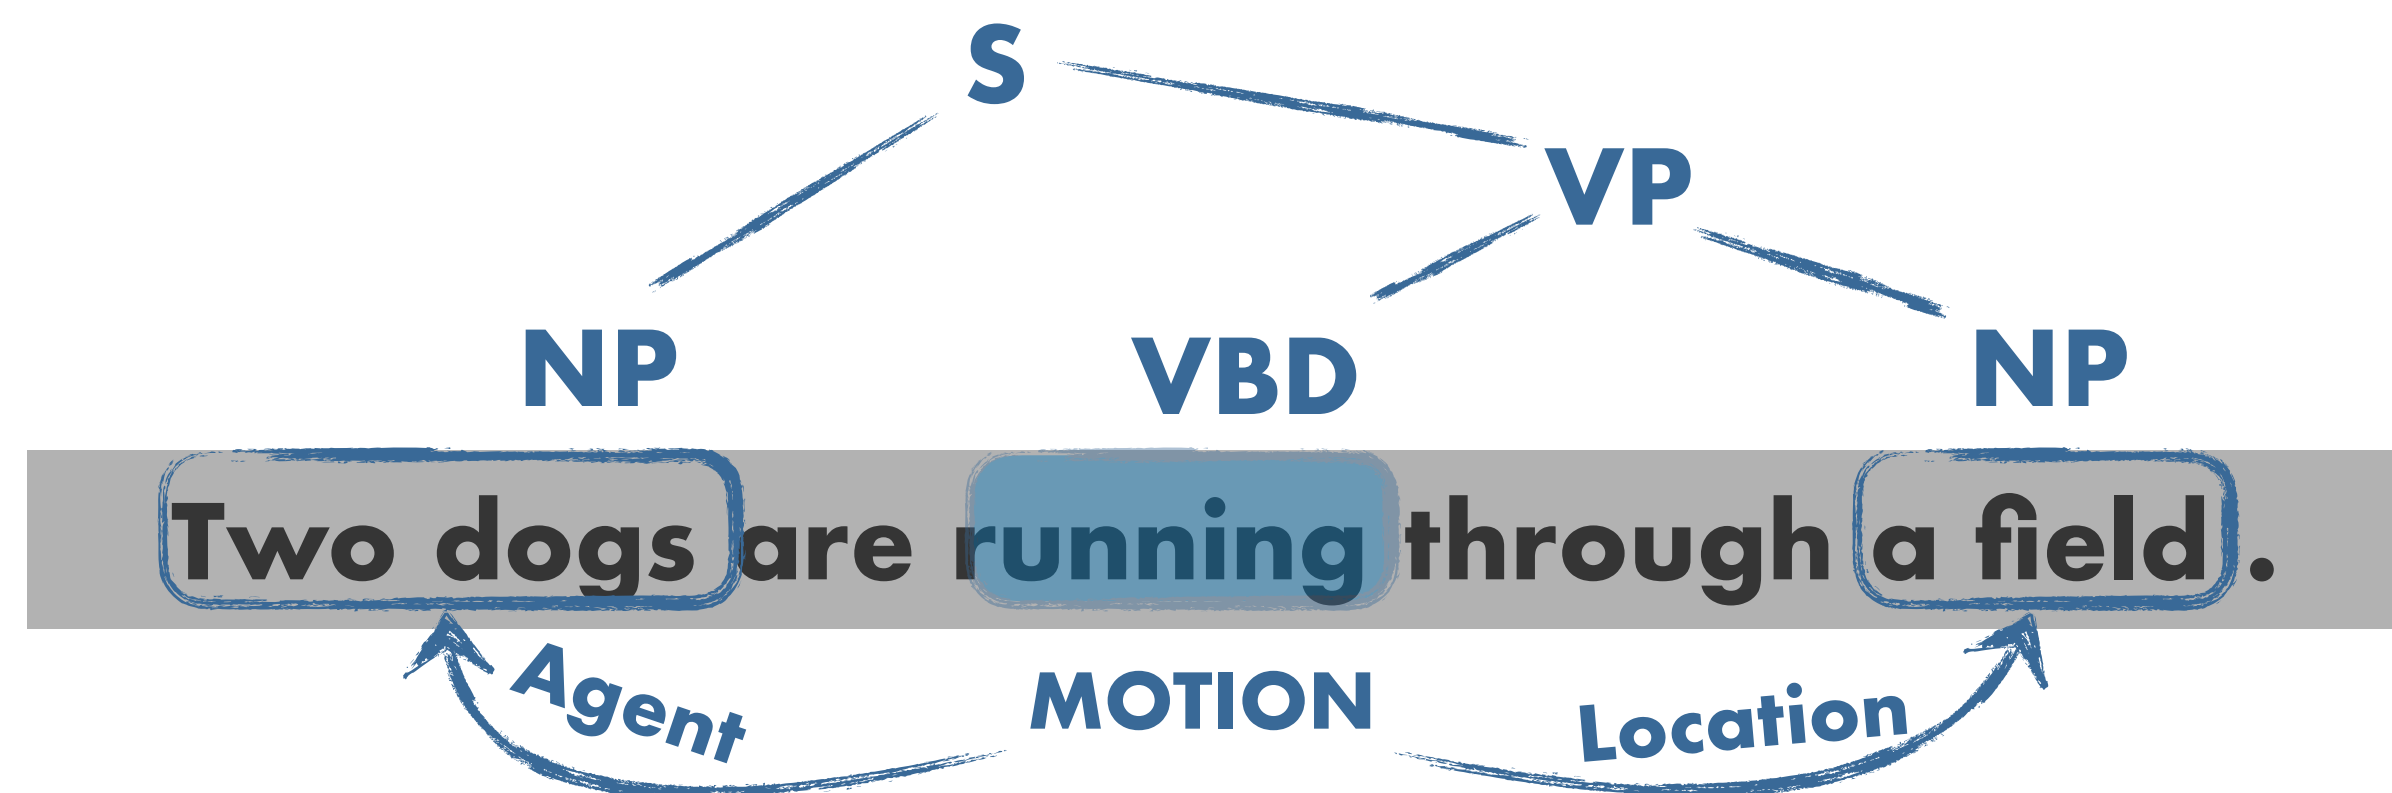 S
VP
NP VBD NP
Two dogs are running through a field.
Agent MOTION Location